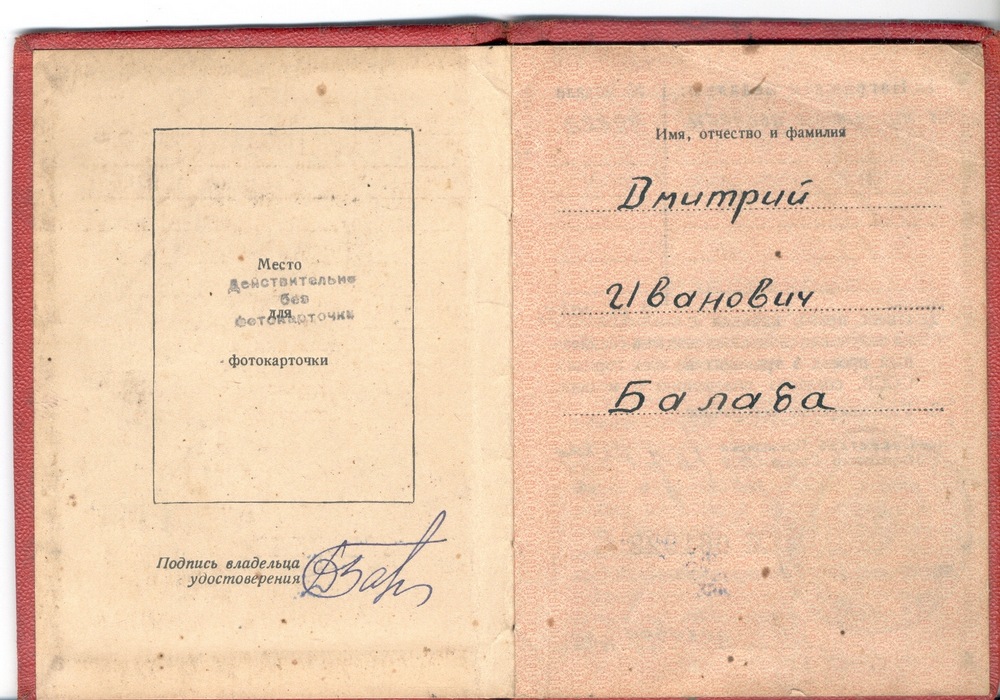 Место
Действительно
без
для
фотокарточки
фотокарточки
Подпись владельца
удостоверения
Имя, отчество и фамилия
Дмитрий
Иванович
Балаба